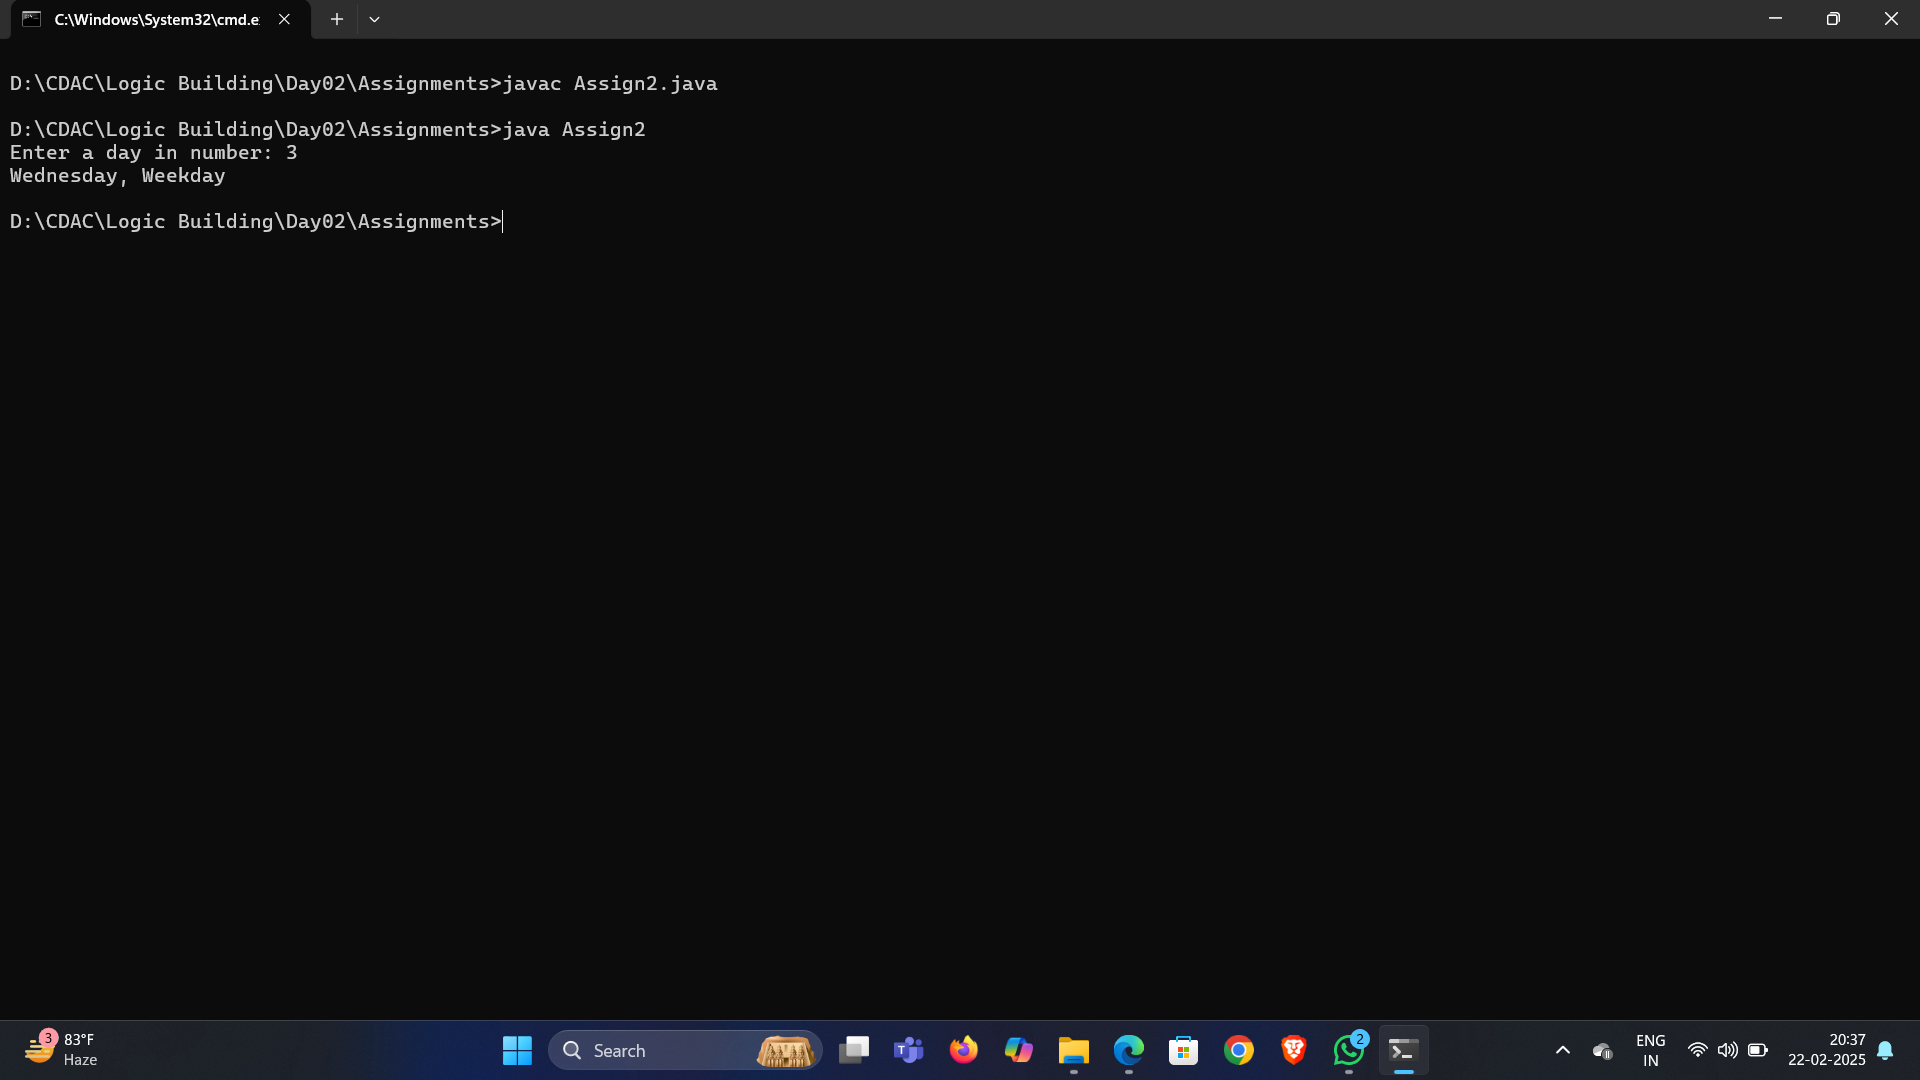 C:\Windows\System32\cmd.e
D:\CDAC\Logic Building\Day02\Assignments>javac Assign2.java
D:\CDAC\Logic Building\Day02\Assignments>java Assign2
Enter a day in number: 3
Wednesday, Weekday
D:\CDAC\Logic Building\Day02\Assignments>
3
83°F
Haze
Search
2
ENG
IN
20:37
22-02-2025